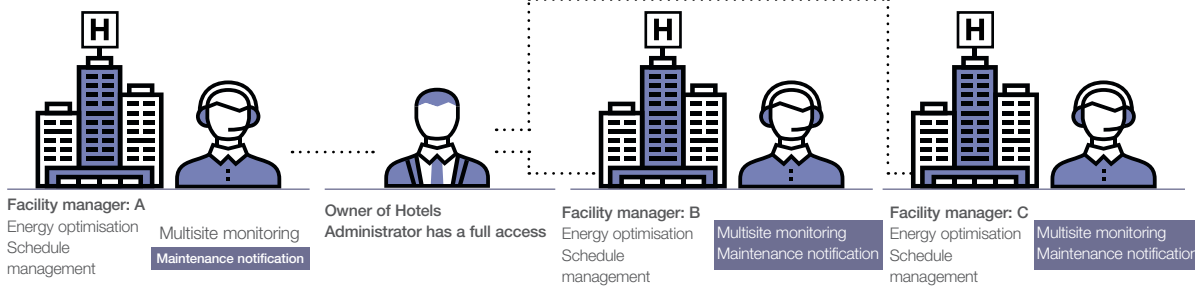 H
H
H
Facility manager: A
Energy optimisation
Schedule
management
Multisite monitoring
Maintenance notification
Owner of Hotels
Administrator has a full access
Facility manager: B
Energy optimisation
Schedule
management
Multisite monitoring
Maintenance notification
Facility manager: C
Energy optimisation
Schedule
management
Multisite monitoring
Maintenance notification